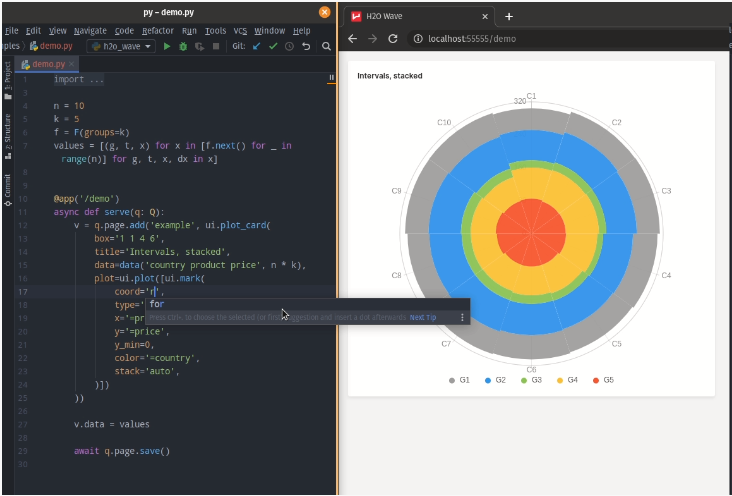 py – demo.py
File Edit View Navigate Code Refactor Run Tools VCS Window Help
ples ⟩ demo.py h2o_wave Git:
demo.py
1: Project
2: Structure
Commit
1 import ...
3
4 n = 10
5 k = 5
6 f = F(groups=k)
7 values = [(g, t, x) for x in [f.next() for _ in
range(n)] for g, t, x, dx in x]
8
9
10 @app('/demo')
11 async def serve(q: Q):
12 v = q.page.add('example', ui.plot_card(
13 box='1 1 4 6',
14 title='Intervals, stacked',
15 data=data('country product price', n * k),
16 plot=ui.plot([ui.mark(
17 coord='r',
18 type='
for
Press Ctrl+. to choose the selected (or first) suggestion and insert a dot afterwards Next Tip
19 x='=pr
20 y='=price',
21 y_min=0,
22 color='=country',
23 stack='auto',
24 )])
25 ))
26
27 v.data = values
28
29 await q.page.save()
30
H2O Wave
localhost:55555/demo
Intervals, stacked
320
C1
C2
C3
C4
C5
C6
C7
C8
C9
C10
G1 G2 G3 G4 G5